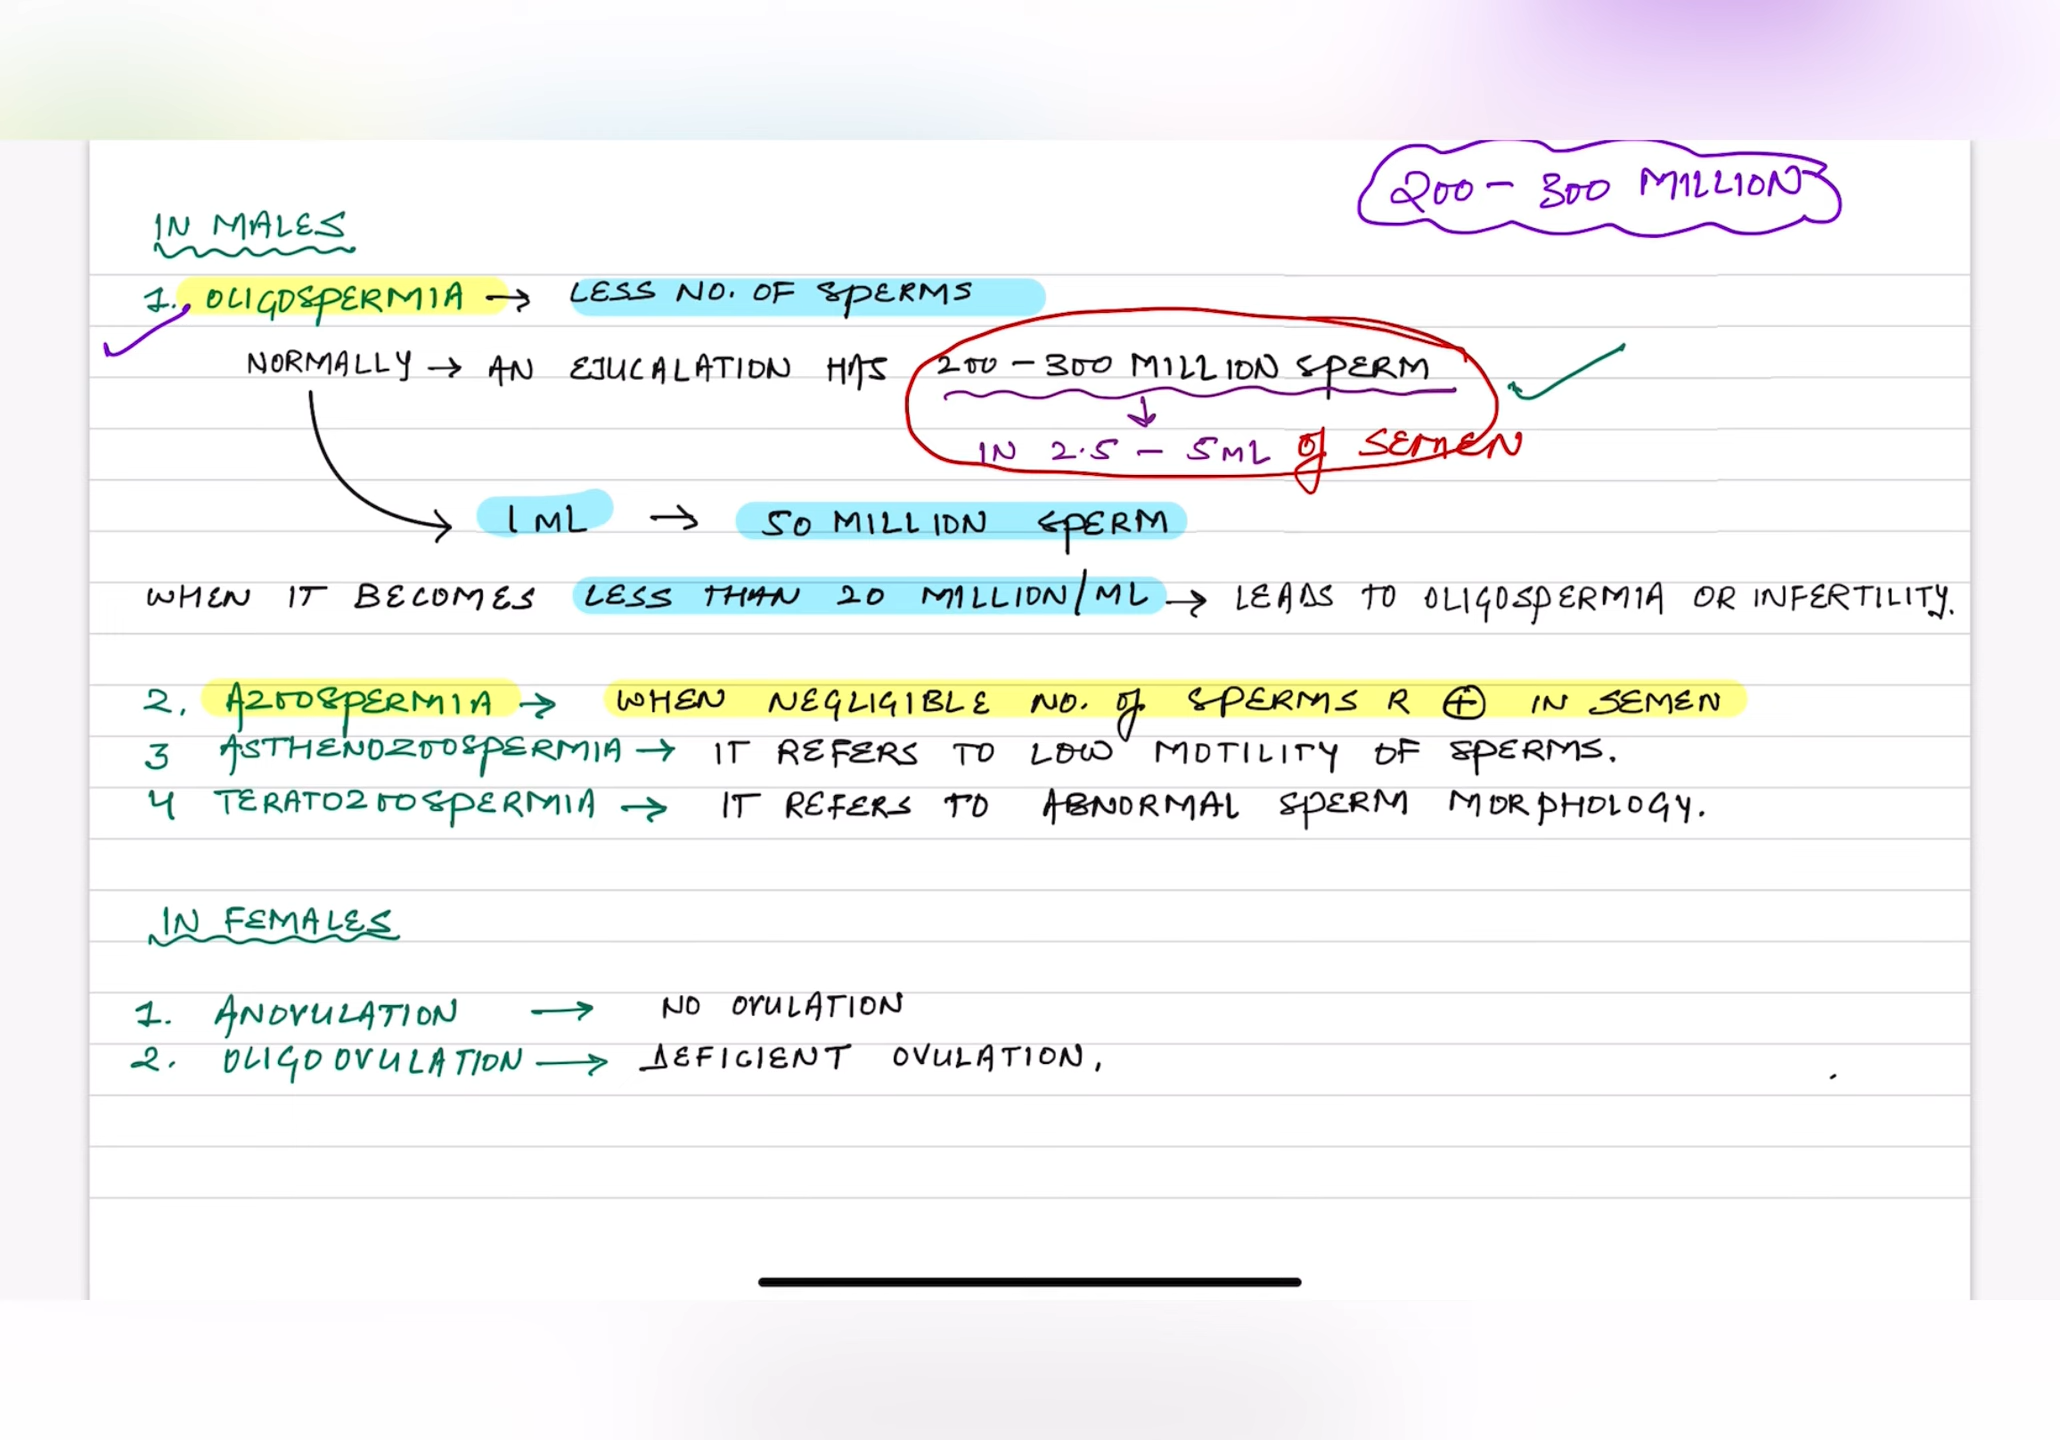 200 - 300 MILLION
IN MALES
1. OLIGOSPERMIA → LESS NO. OF SPERMS
NORMALLY → AN EJUCALATION HAS 200 - 300 MILLION SPERM
↓
IN 2.5 - 5ML of SEMEN
1 ML → 50 MILLION SPERM
WHEN IT BECOMES LESS THAN 20 MILLION/ML → LEADS TO OLIGOSPERMIA OR INFERTILITY.
2. AZOOSPERMIA → WHEN NEGLIGIBLE NO. of SPERMS R ⊕ IN SEMEN
3 ASTHENOZOOSPERMIA → IT REFERS TO LOW MOTILITY OF SPERMS.
4 TERATOZOOSPERMIA → IT REFERS TO ABNORMAL SPERM MORPHOLOGY.
IN FEMALES
1. ANOVULATION → NO OVULATION
2. OLIGOOVULATION → DEFICIENT OVULATION.